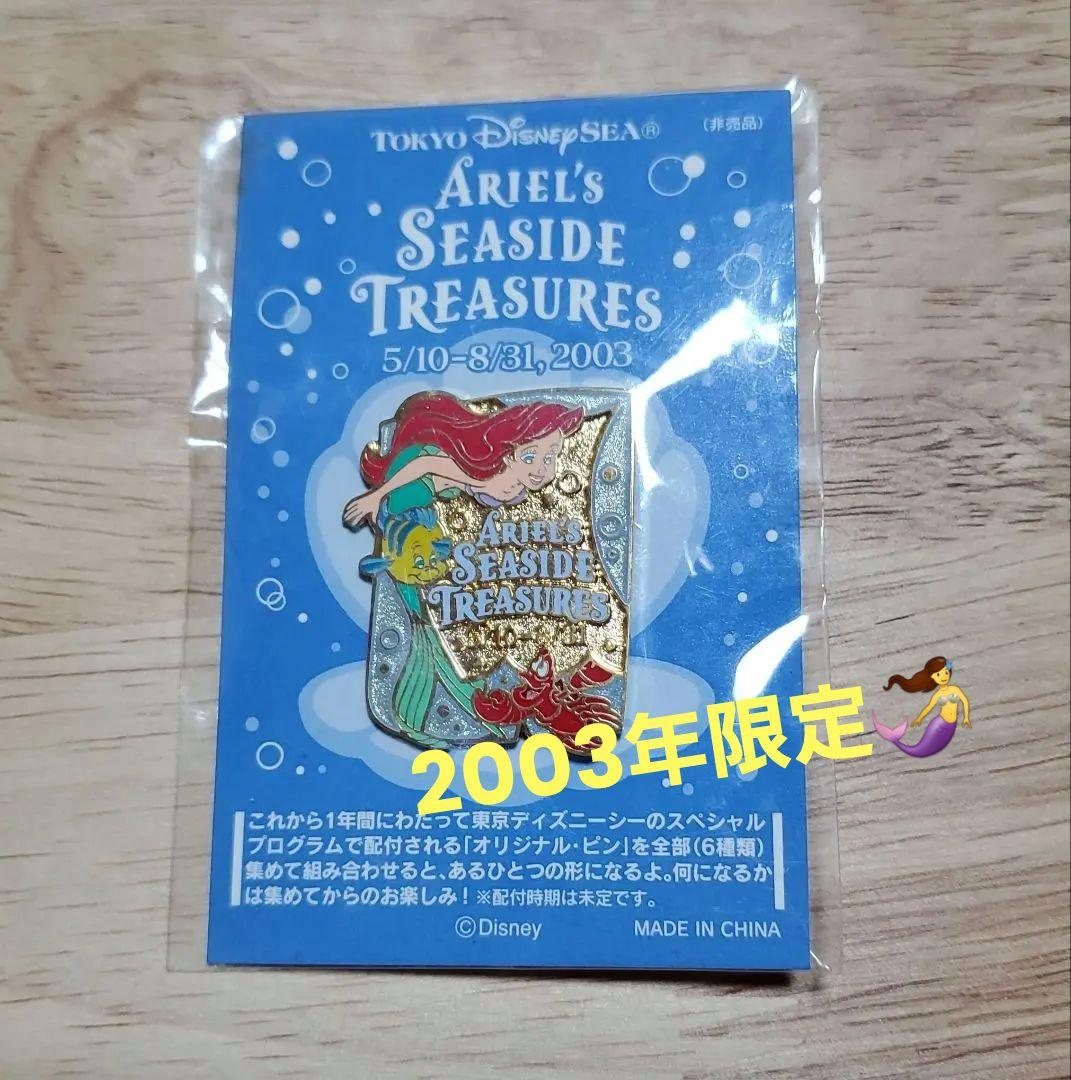 TOKYO DISNEYSEA®
(非売品)
ARIEL'S
SEASIDE
TREASURES
5/10-8/31, 2003
ARIEL'S
SEASIDE
TREASURES
5/10-8/31
2003年限定
これから1年間にわたって東京ディズニーシーのスペシャル
プログラムで配付される「オリジナル・ピン」を全部(6種類)
集めて組み合わせると、あるひとつの形になるよ。何になるか
は集めてからのお楽しみ!※配付時期は未定です。
©Disney
MADE IN CHINA